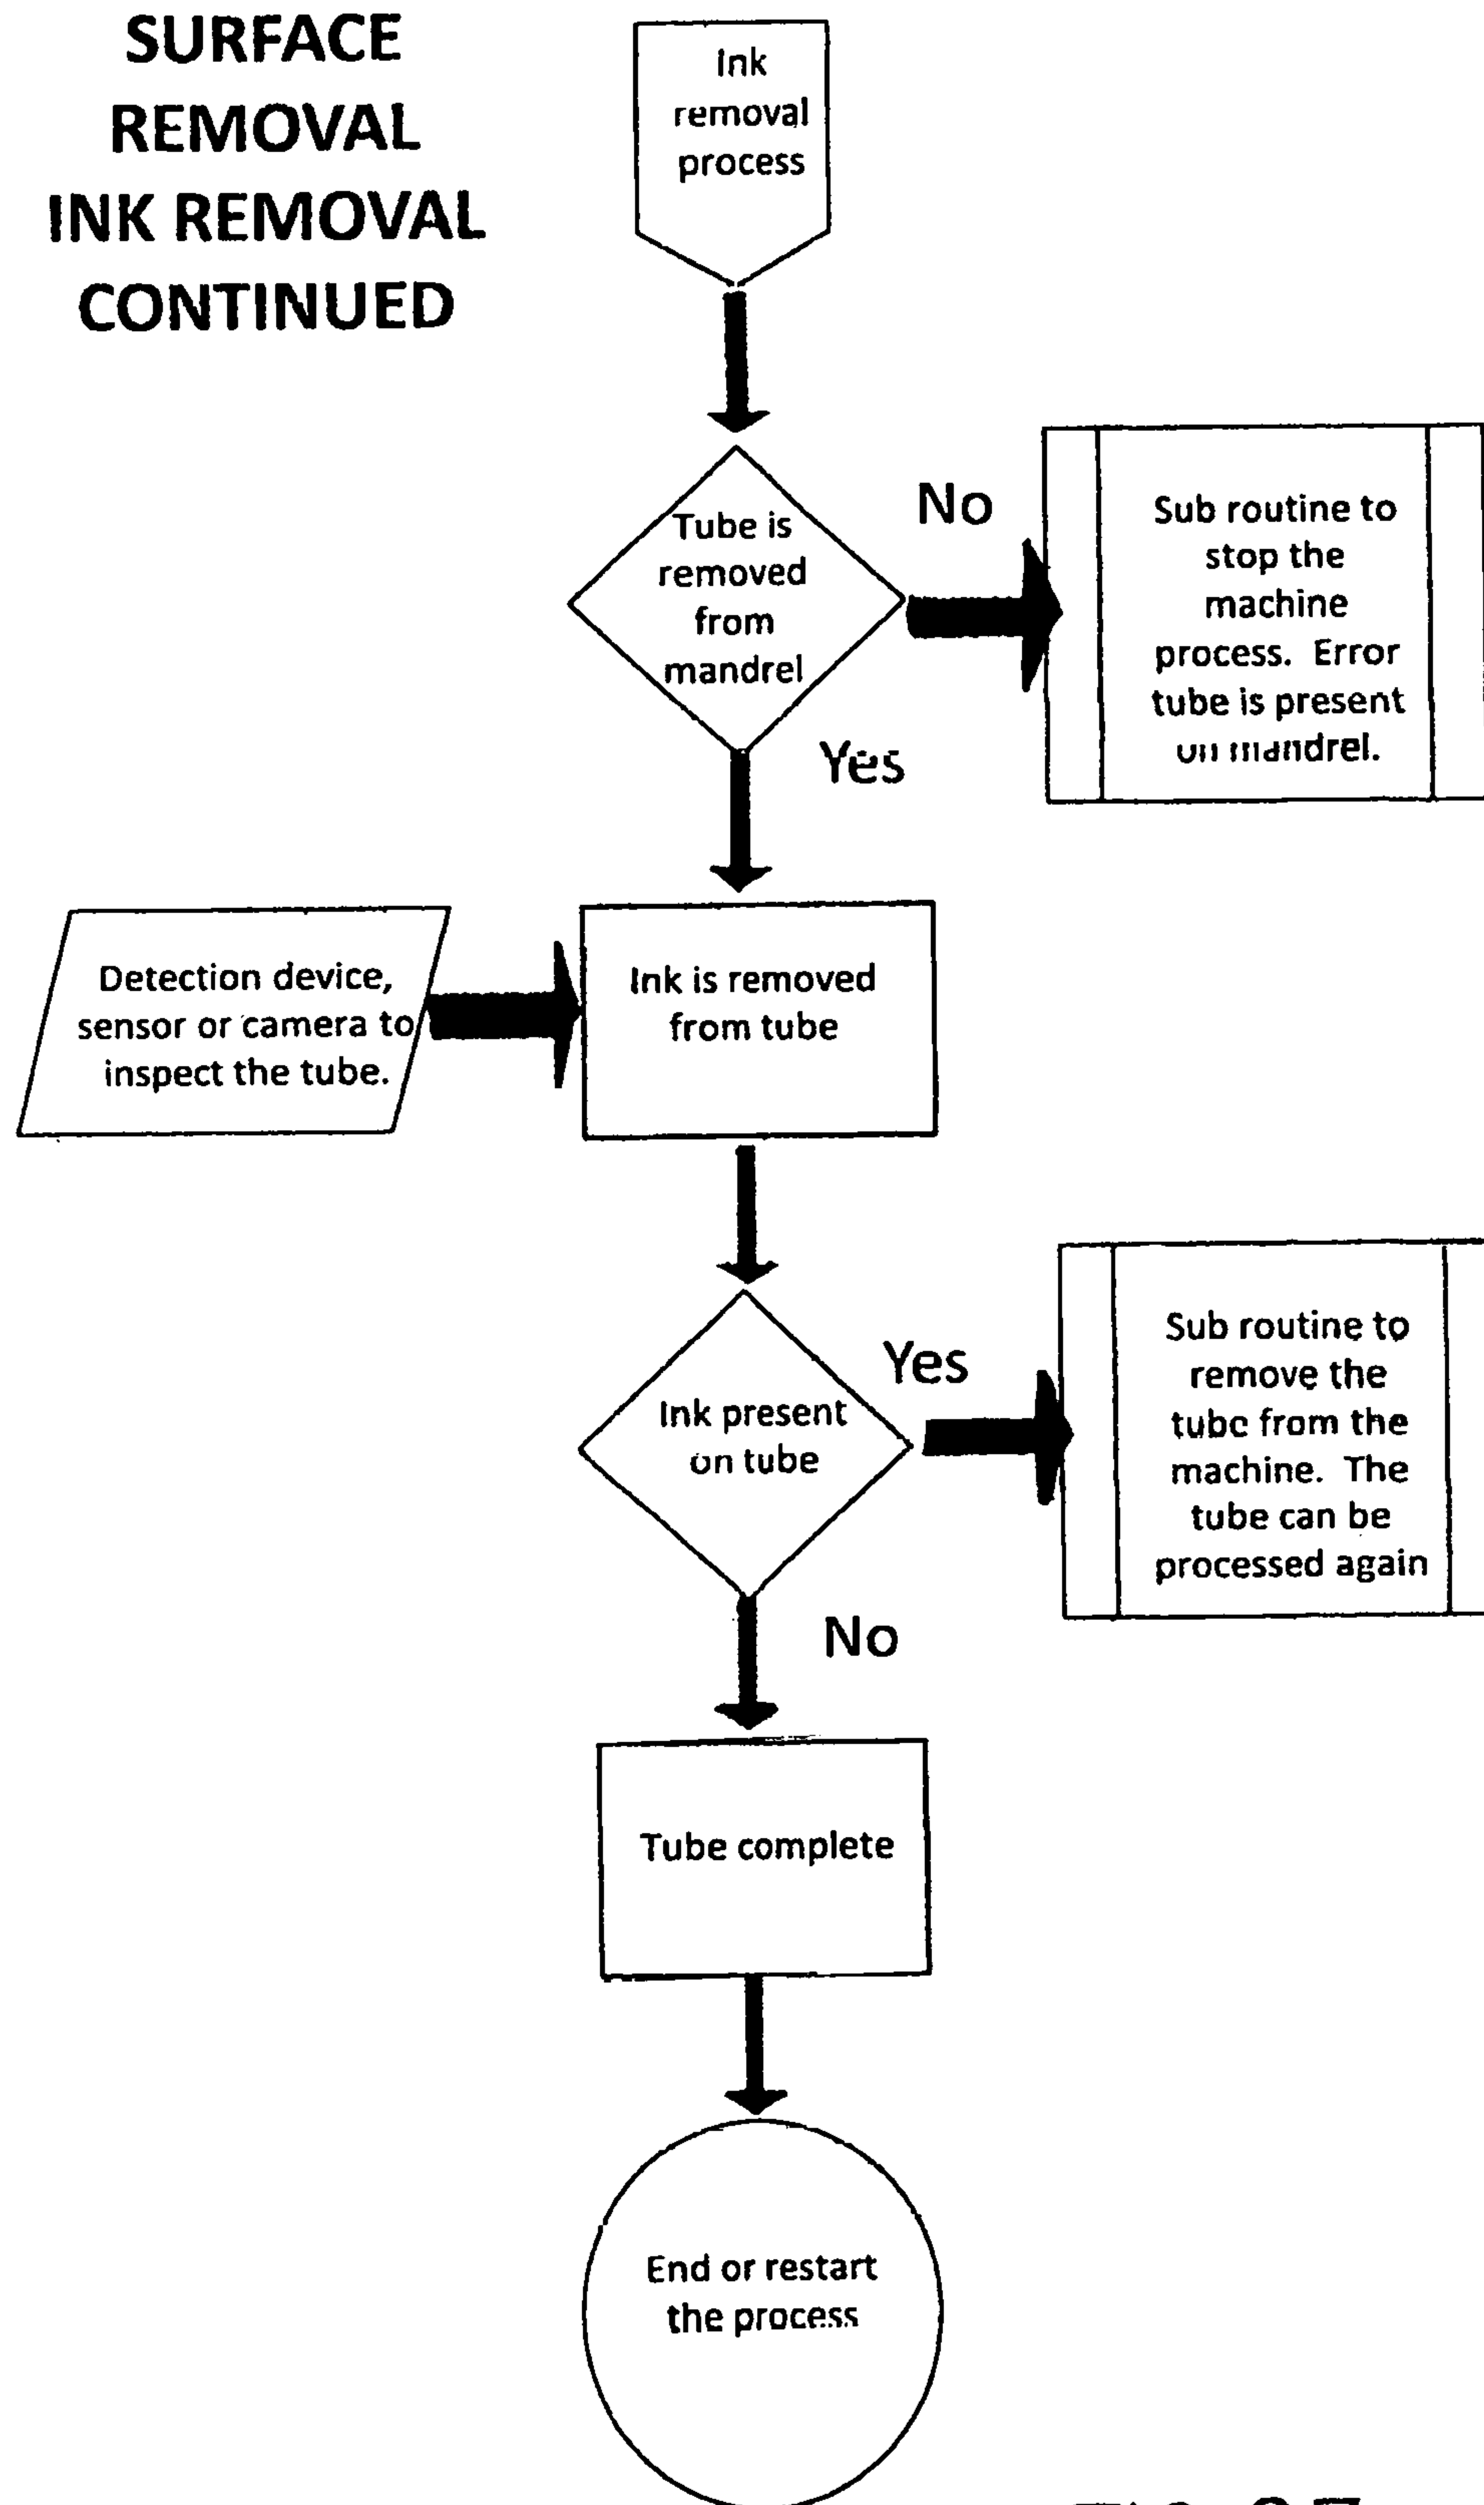 SURFACE
REMOVAL
INK REMOVAL
CONTINUED
Ink
removal
process
Tube is
removed
from
mandrel
No
Sub routine to
stop the
machine
process. Error
tube is present
on mandrel.
Yes
Detection device,
sensor or camera to
inspect the tube.
Ink is removed
from tube
Ink present
on tube
Yes
Sub routine to
remove the
tube from the
machine. The
tube can be
processed again
No
Tube complete
End or restart
the process